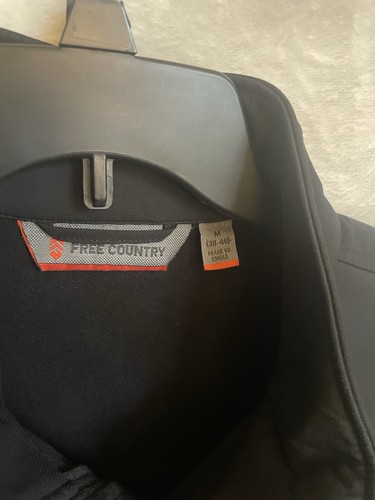 FREE COUNTRY
M
(38-40)
MADE IN
CHINA